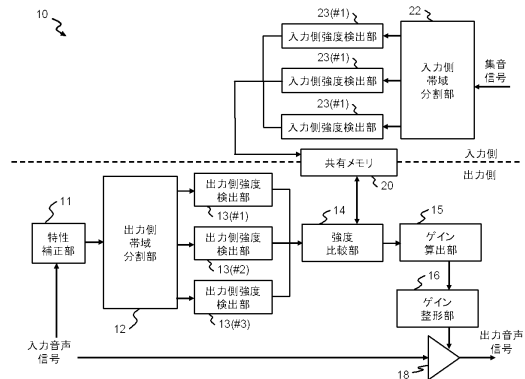 10
22
23(#1)
入力側強度検出部
23(#1)
入力側強度検出部
23(#1)
入力側強度検出部
入力側
帯域
分割部
集音
信号
共有メモリ
20
入力側
出力側
11
特性
補正部
出力側
帯域
分割部
12
出力側強度
検出部
13(#1)
出力側強度
検出部
13(#2)
出力側強度
検出部
13(#3)
14
強度
比較部
15
ゲイン
算出部
16
ゲイン
整形部
入力音声
信号
18
出力音声
信号